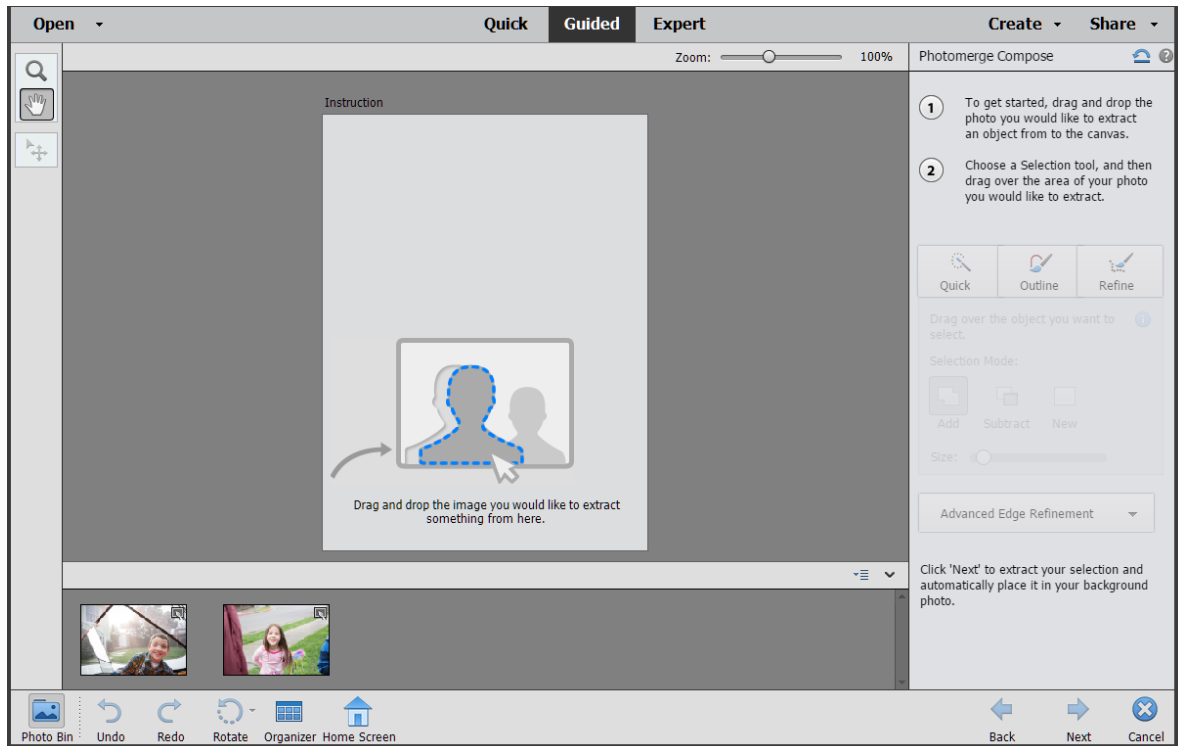 Open Quick Guided Expert Create Share
Zoom: 100% Photomerge Compose
Instruction
1 To get started, drag and drop the
photo you would like to extract
an object from to the canvas.
2 Choose a Selection tool, and then
drag over the area of your photo
you would like to extract.
Quick Outline Refine
Drag over the object you want to
select.
Selection Mode:
Add Subtract New
Size:
Drag and drop the image you would like to extract
something from here.
Advanced Edge Refinement
Click 'Next' to extract your selection and
automatically place it in your background
photo.
Photo Bin Undo Redo Rotate Organizer Home Screen Back Next Cancel